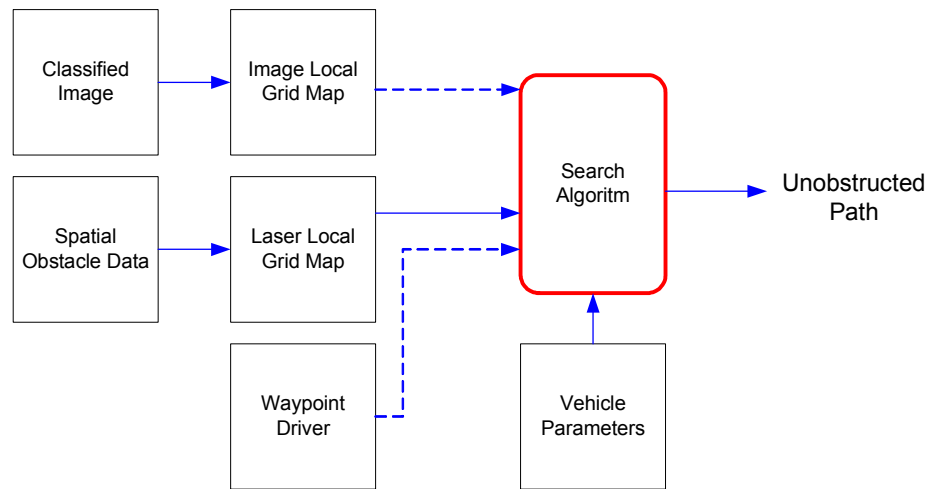 Classified
Image
Image Local
Grid Map
Search
Algoritm
Unobstructed
Path
Spatial
Obstacle Data
Laser Local
Grid Map
Waypoint
Driver
Vehicle
Parameters